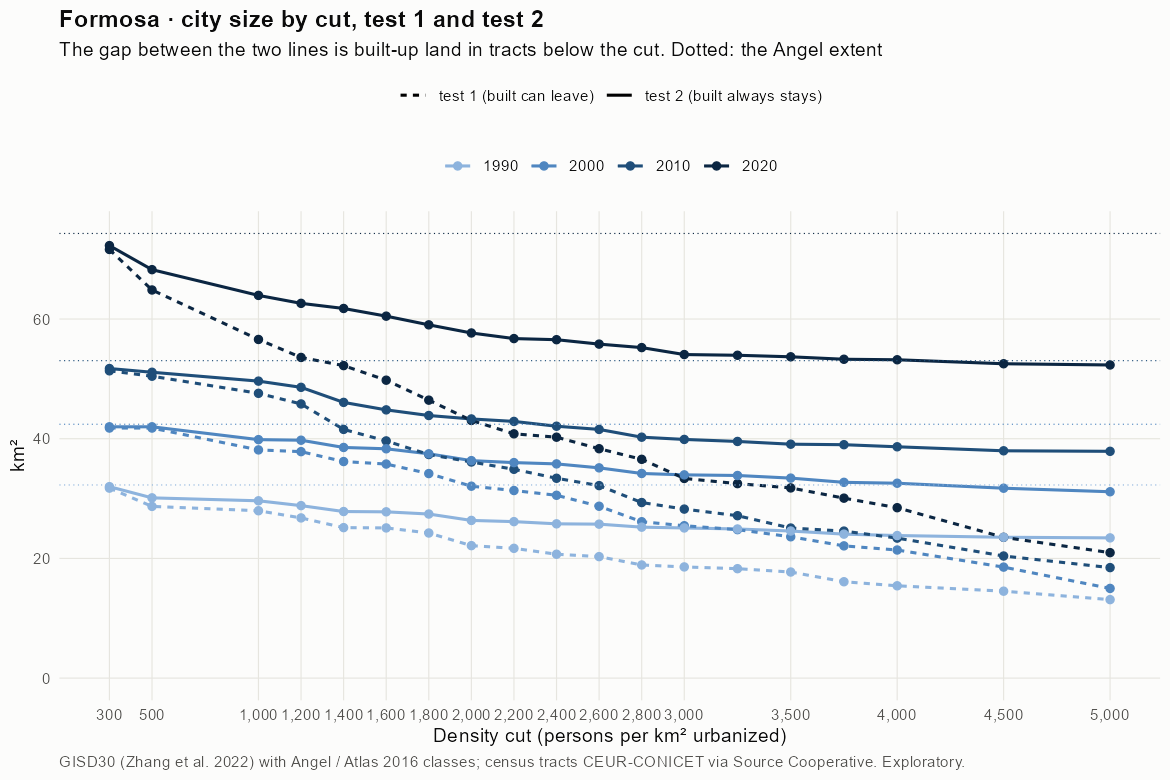 Formosa · city size by cut, test 1 and test 2
The gap between the two lines is built-up land in tracts below the cut. Dotted: the Angel extent
test 1 (built can leave) test 2 (built always stays)
1990 2000 2010 2020
60
40
20
0
km²
300 500 1,000 1,200 1,400 1,600 1,800 2,000 2,200 2,400 2,600 2,800 3,000 3,500 4,000 4,500 5,000
Density cut (persons per km² urbanized)
GISD30 (Zhang et al. 2022) with Angel / Atlas 2016 classes; census tracts CEUR-CONICET via Source Cooperative. Exploratory.